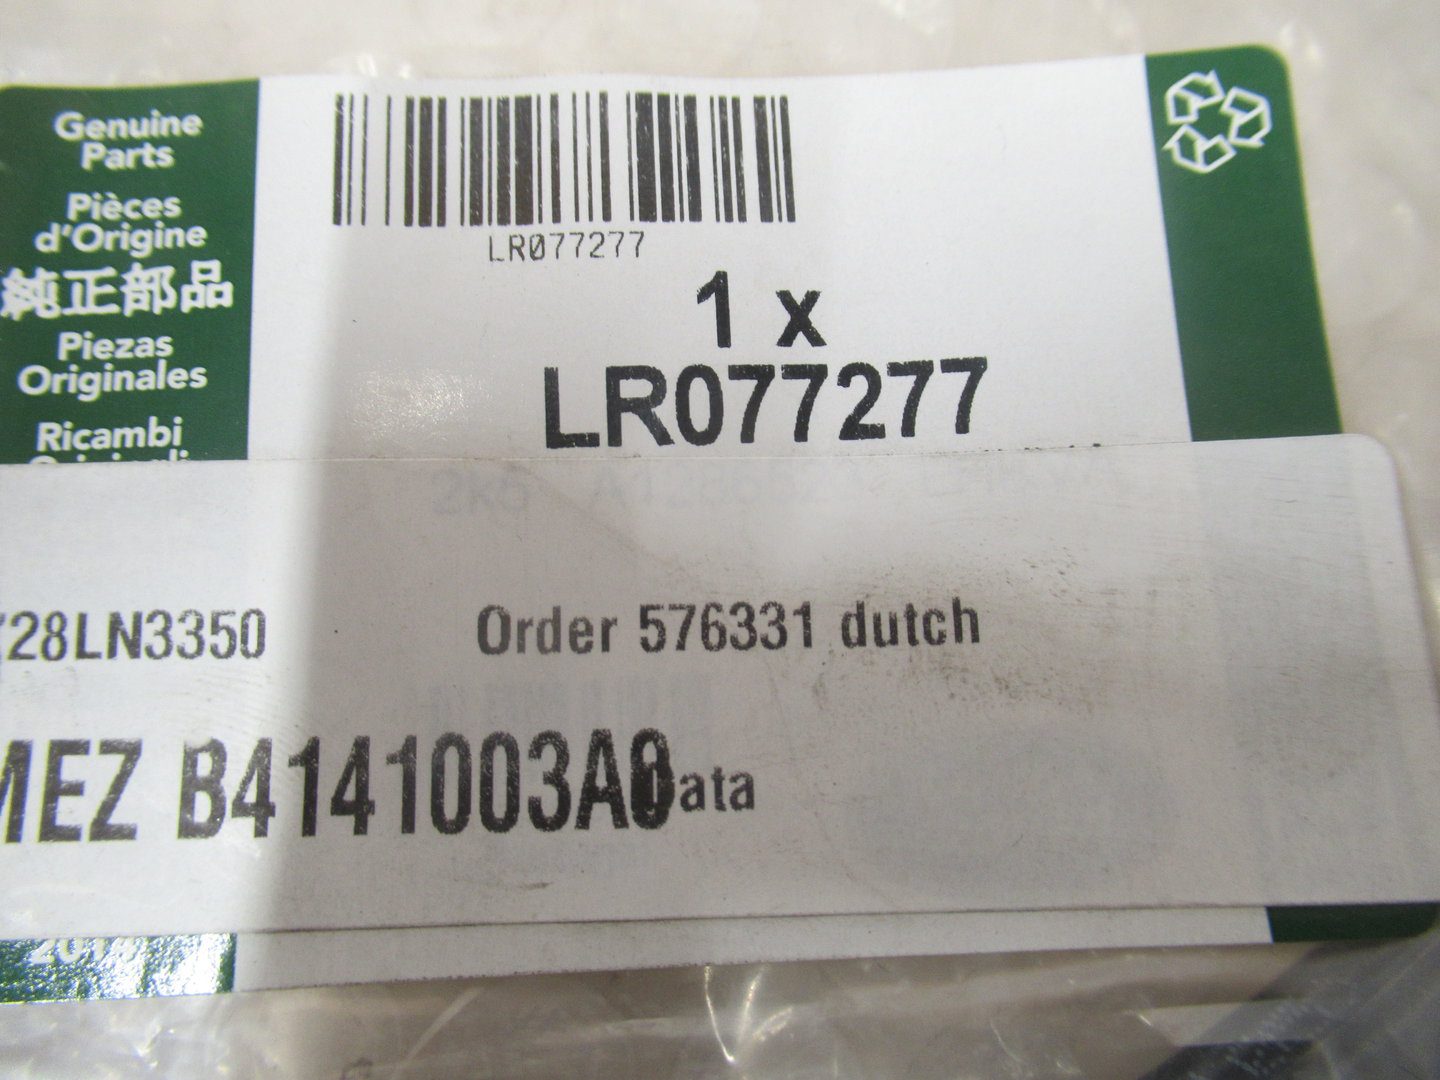 Genuine
Parts
Pièces
d'Origine
純正部品
Piezas
Originales
Ricambi
LR077277
1 x
LR077277
28LN3350
Order 576331 dutch
MEZ B4141003A0
ata